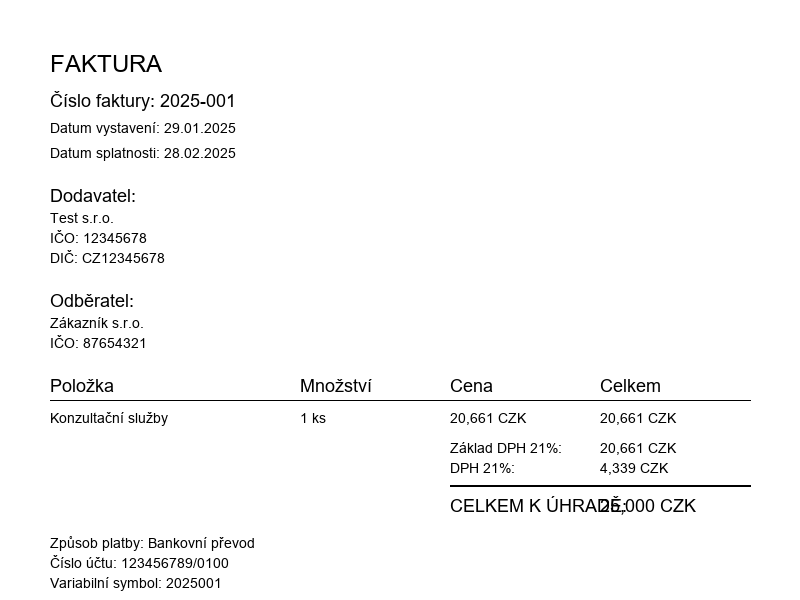 FAKTURA
Číslo faktury: 2025-001
Datum vystavení: 29.01.2025
Datum splatnosti: 28.02.2025
Dodavatel:
Test s.r.o.
IČO: 12345678
DIČ: CZ12345678
Odběratel:
Zákazník s.r.o.
IČO: 87654321
Položka Množství Cena Celkem
Konzultační služby 1 ks 20,661 CZK 20,661 CZK
Základ DPH 21%: 20,661 CZK
DPH 21%: 4,339 CZK
CELKEM K ÚHRADĚ: 25,000 CZK
Způsob platby: Bankovní převod
Číslo účtu: 123456789/0100
Variabilní symbol: 2025001